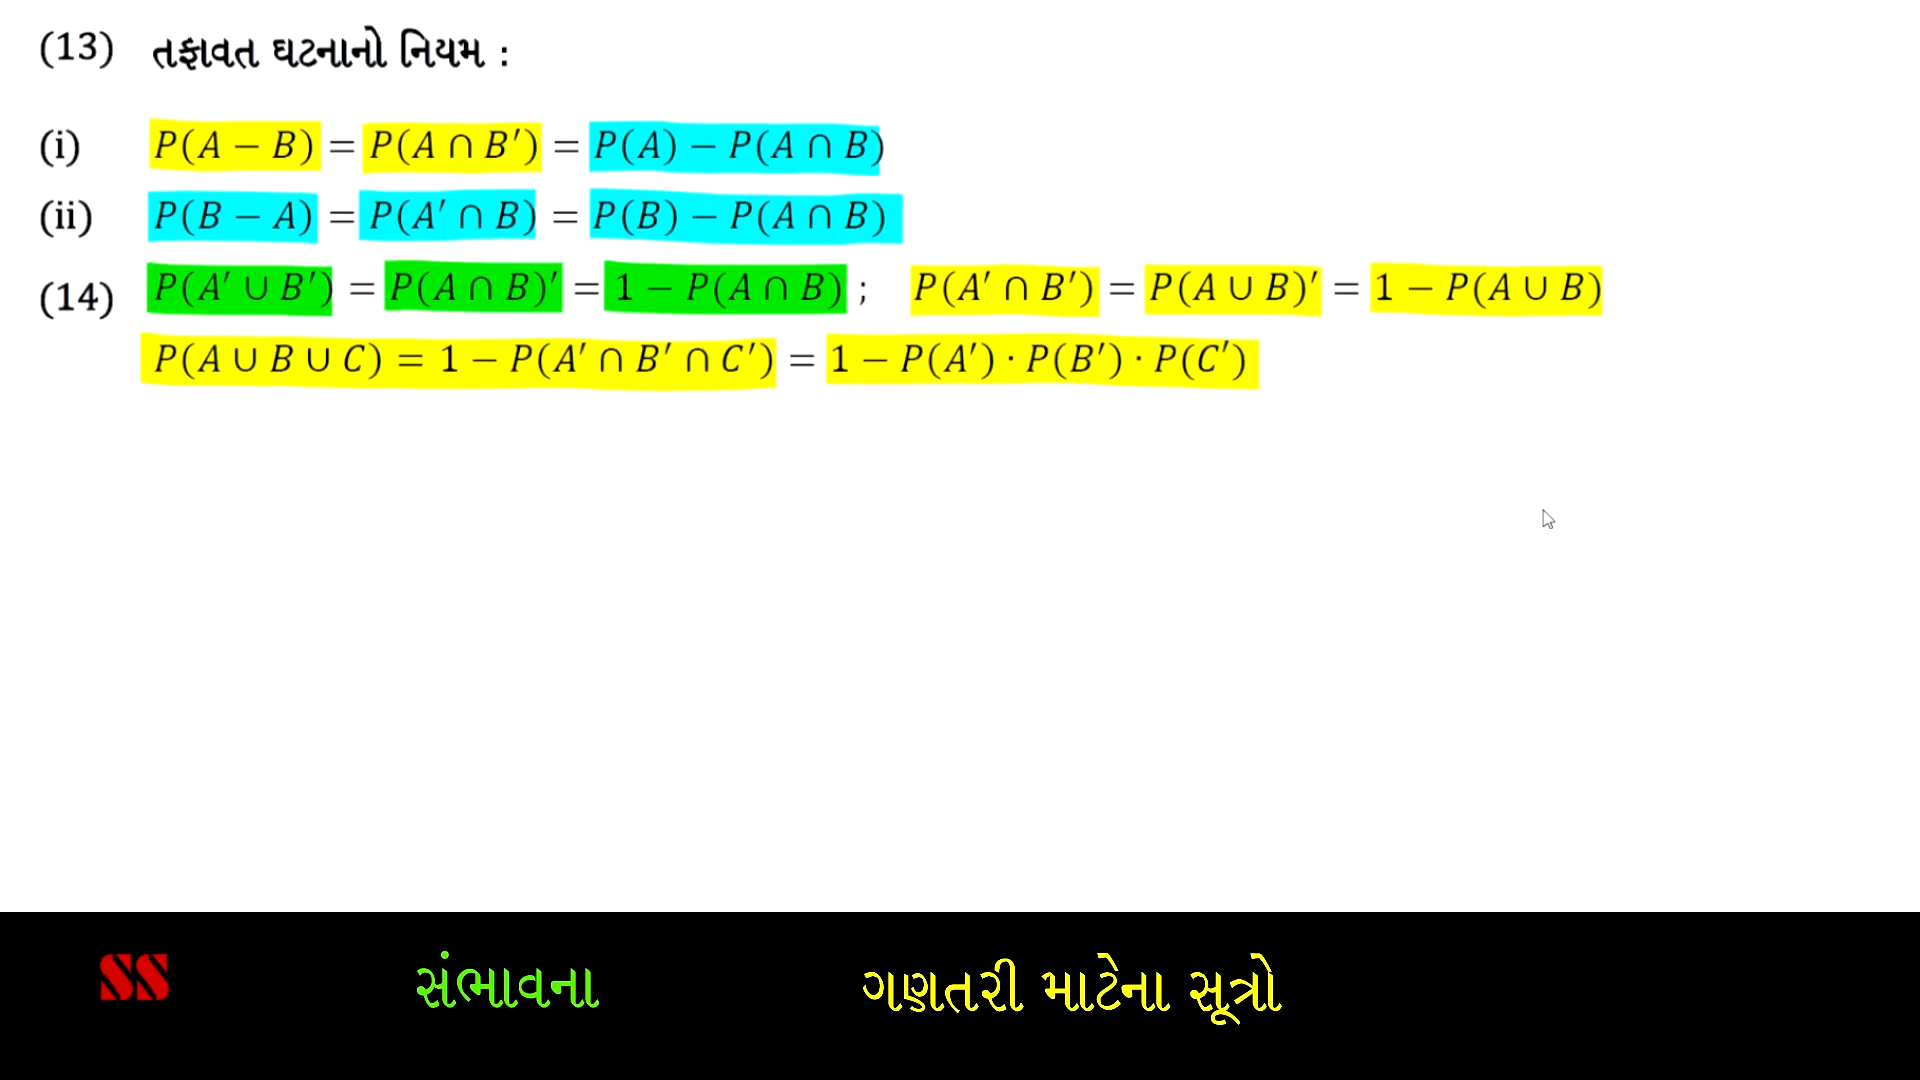 (13) તફાવત ઘટનાનો નિયમ :
(i) P(A − B) = P(A ∩ B′) = P(A) − P(A ∩ B)
(ii) P(B − A) = P(A′ ∩ B) = P(B) − P(A ∩ B)
(14) P(A′ ∪ B′) = P(A ∩ B)′ = 1 − P(A ∩ B) ; P(A′ ∩ B′) = P(A ∪ B)′ = 1 − P(A ∪ B)
P(A ∪ B ∪ C) = 1 − P(A′ ∩ B′ ∩ C′) = 1 − P(A′) · P(B′) · P(C′)
SS સંભાવના ગણતરી માટેના સૂત્રો